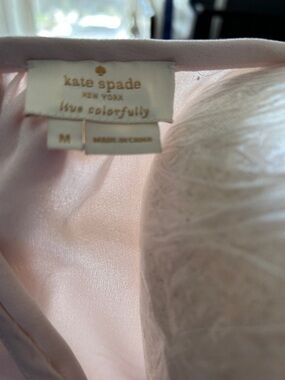 kate spade
NEW YORK
live colorfully
M
MADE IN CHINA